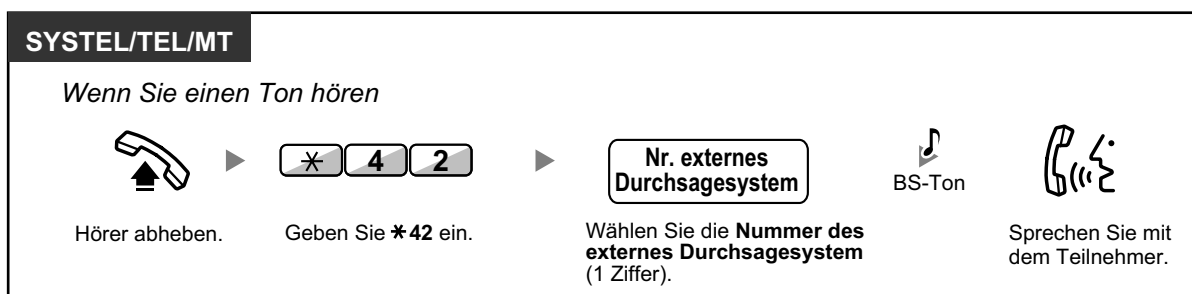 SYSTEL/TEL/MT
Wenn Sie einen Ton hören
* 4 2
Nr. externes
Durchsagesystem
BS-Ton
Hörer abheben.
Geben Sie *42 ein.
Wählen Sie die Nummer des
externes Durchsagesystem
(1 Ziffer).
Sprechen Sie mit
dem Teilnehmer.